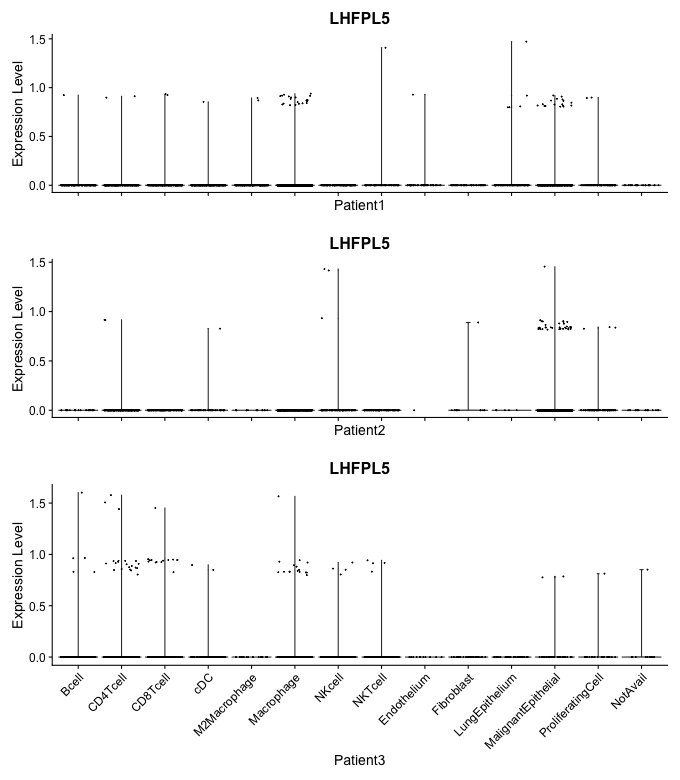 LHFPL5
Expression Level
1.5
1.0
0.5
0.0
Patient1
LHFPL5
Expression Level
1.5
1.0
0.5
0.0
Patient2
LHFPL5
Expression Level
1.5
1.0
0.5
0.0
Bcell
CD4Tcell
CD8Tcell
cDC
M2Macrophage
Macrophage
NKcell
NKTcell
Endothelium
Fibroblast
LungEpithelium
MalignantEpithelial
ProliferatingCell
NotAvail
Patient3